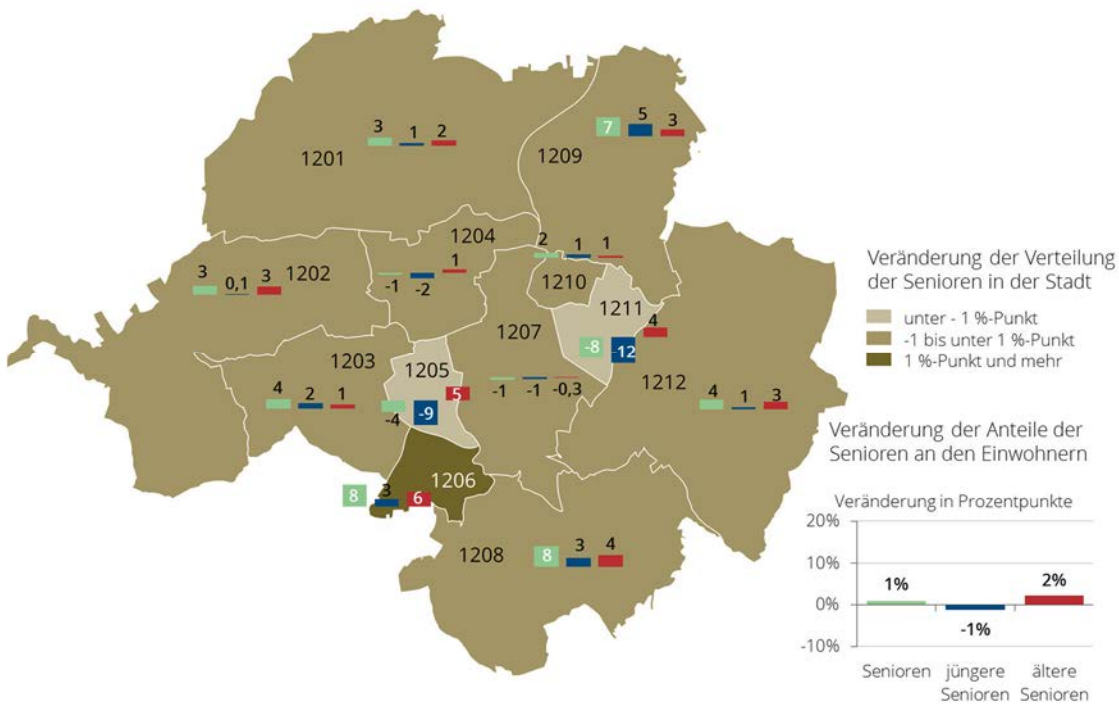 3 1 2
1201
7 5 3
1209
1204
1
-1 -2
2 1 1
1210
3 0,1 3
1202
1211
4
-8 -12
1207
-1 -1 -0,3
1203
4 2 1
1205
5
-4 -9
1212
4 1 3
1206
8 3 6
1208
8 3 4
Veränderung der Verteilung
der Senioren in der Stadt
unter - 1 %-Punkt
-1 bis unter 1 %-Punkt
1 %-Punkt und mehr
Veränderung der Anteile der
Senioren an den Einwohnern
Veränderung in Prozentpunkte
20%
10%
0%
-10%
1%
-1%
2%
Senioren
jüngere
Senioren
ältere
Senioren